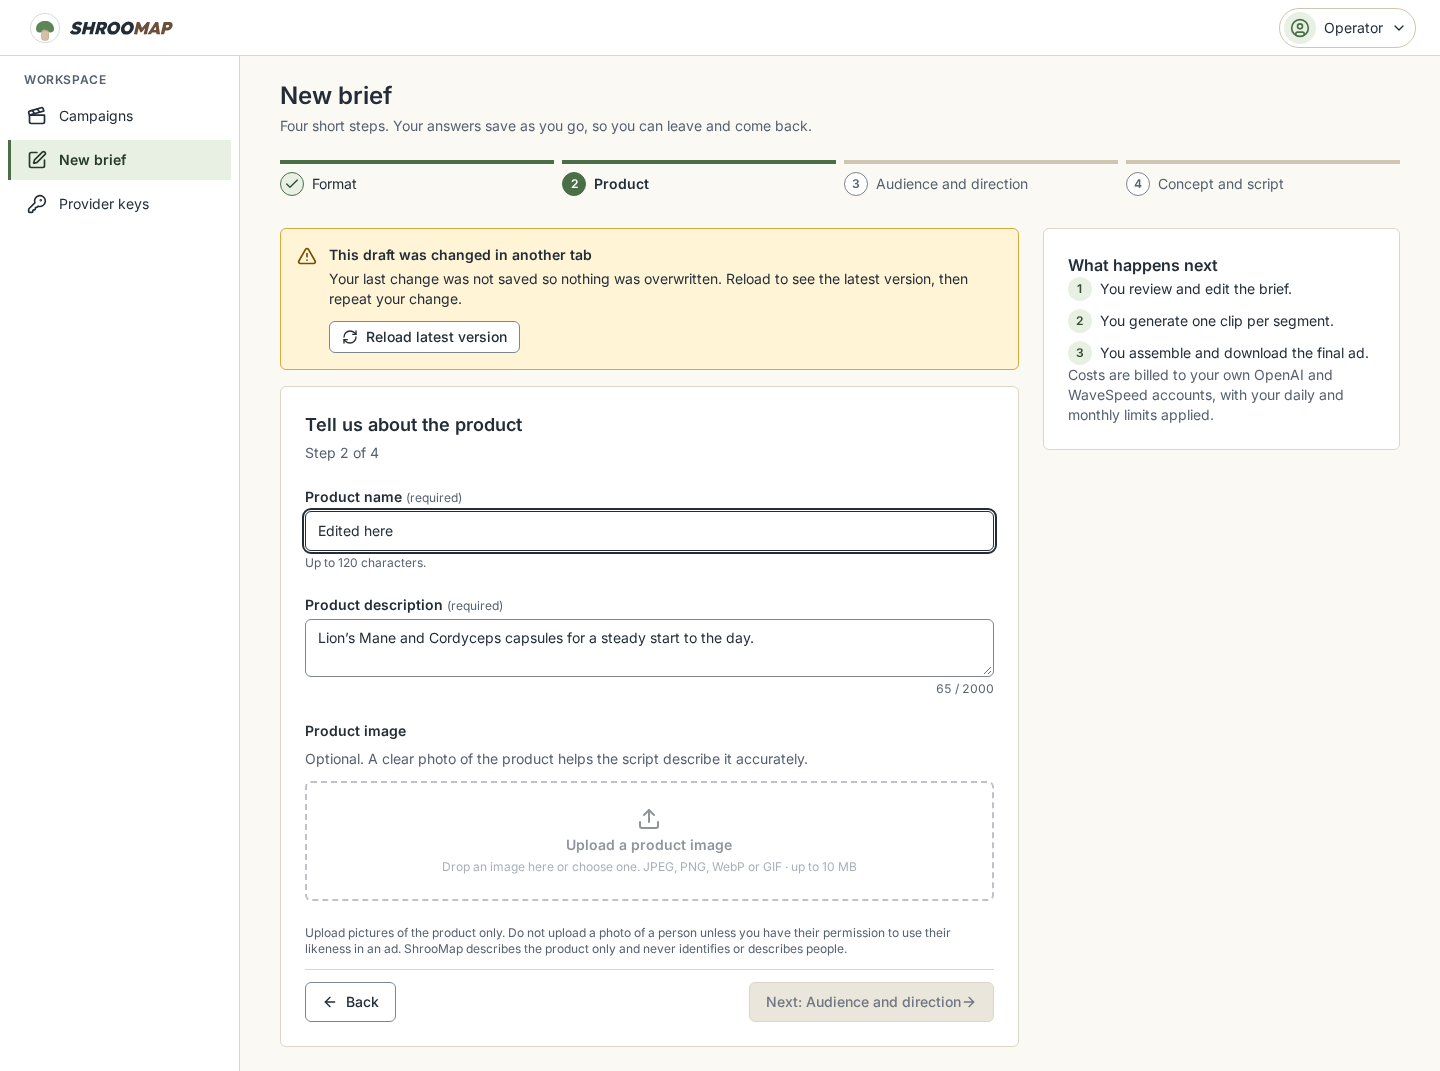 SHROOMAP
Operator
WORKSPACE
Campaigns
New brief
Provider keys
New brief
Four short steps. Your answers save as you go, so you can leave and come back.
Format
2 Product
3 Audience and direction
4 Concept and script
This draft was changed in another tab
Your last change was not saved so nothing was overwritten. Reload to see the latest version, then
repeat your change.
Reload latest version
Tell us about the product
Step 2 of 4
Product name (required)
Edited here
Up to 120 characters.
Product description (required)
Lion’s Mane and Cordyceps capsules for a steady start to the day.
65 / 2000
Product image
Optional. A clear photo of the product helps the script describe it accurately.
Upload a product image
Drop an image here or choose one. JPEG, PNG, WebP or GIF · up to 10 MB
Upload pictures of the product only. Do not upload a photo of a person unless you have their permission to use their
likeness in an ad. ShrooMap describes the product only and never identifies or describes people.
Back
Next: Audience and direction
What happens next
1 You review and edit the brief.
2 You generate one clip per segment.
3 You assemble and download the final ad.
Costs are billed to your own OpenAI and
WaveSpeed accounts, with your daily and
monthly limits applied.